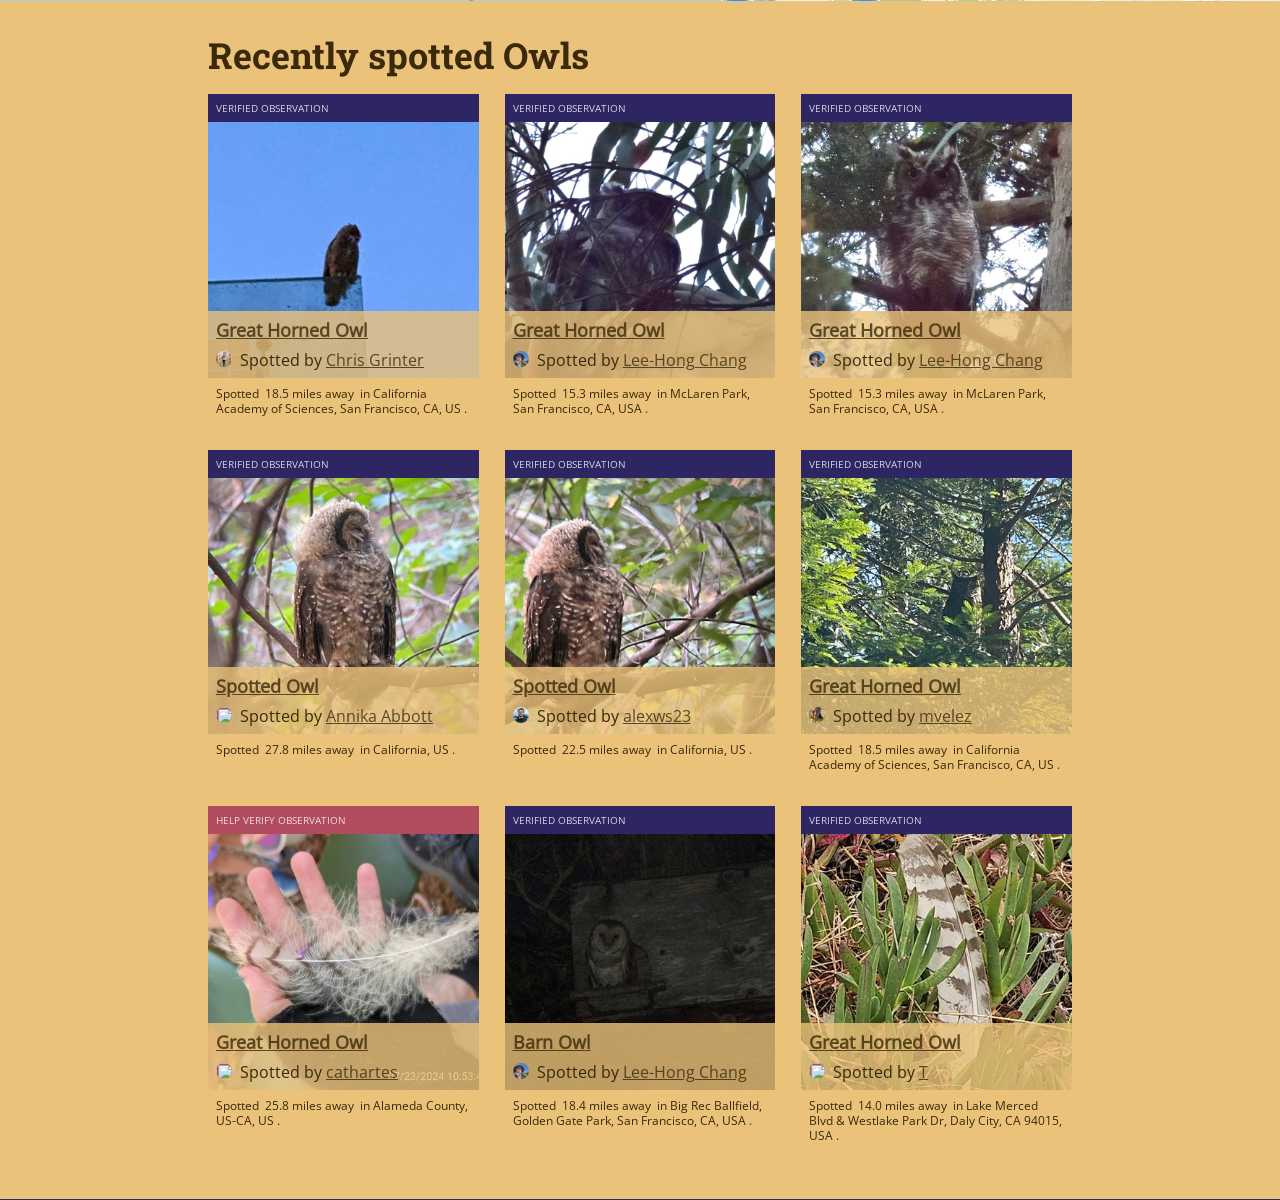 Recently spotted Owls
VERIFIED OBSERVATION
Great Horned Owl
Spotted by Chris Grinter
Spotted 18.5 miles away in California
Academy of Sciences, San Francisco, CA, US .
VERIFIED OBSERVATION
Great Horned Owl
Spotted by Lee-Hong Chang
Spotted 15.3 miles away in McLaren Park,
San Francisco, CA, USA .
VERIFIED OBSERVATION
Great Horned Owl
Spotted by Lee-Hong Chang
Spotted 15.3 miles away in McLaren Park,
San Francisco, CA, USA .
VERIFIED OBSERVATION
Spotted Owl
Spotted by Annika Abbott
Spotted 27.8 miles away in California, US .
VERIFIED OBSERVATION
Spotted Owl
Spotted by alexws23
Spotted 22.5 miles away in California, US .
VERIFIED OBSERVATION
Great Horned Owl
Spotted by mvelez
Spotted 18.5 miles away in California
Academy of Sciences, San Francisco, CA, US .
HELP VERIFY OBSERVATION
Great Horned Owl
Spotted by cathartes
Spotted 25.8 miles away in Alameda County,
US-CA, US .
VERIFIED OBSERVATION
Barn Owl
Spotted by Lee-Hong Chang
Spotted 18.4 miles away in Big Rec Ballfield,
Golden Gate Park, San Francisco, CA, USA .
VERIFIED OBSERVATION
Great Horned Owl
Spotted by T
Spotted 14.0 miles away in Lake Merced
Blvd & Westlake Park Dr, Daly City, CA 94015,
USA .